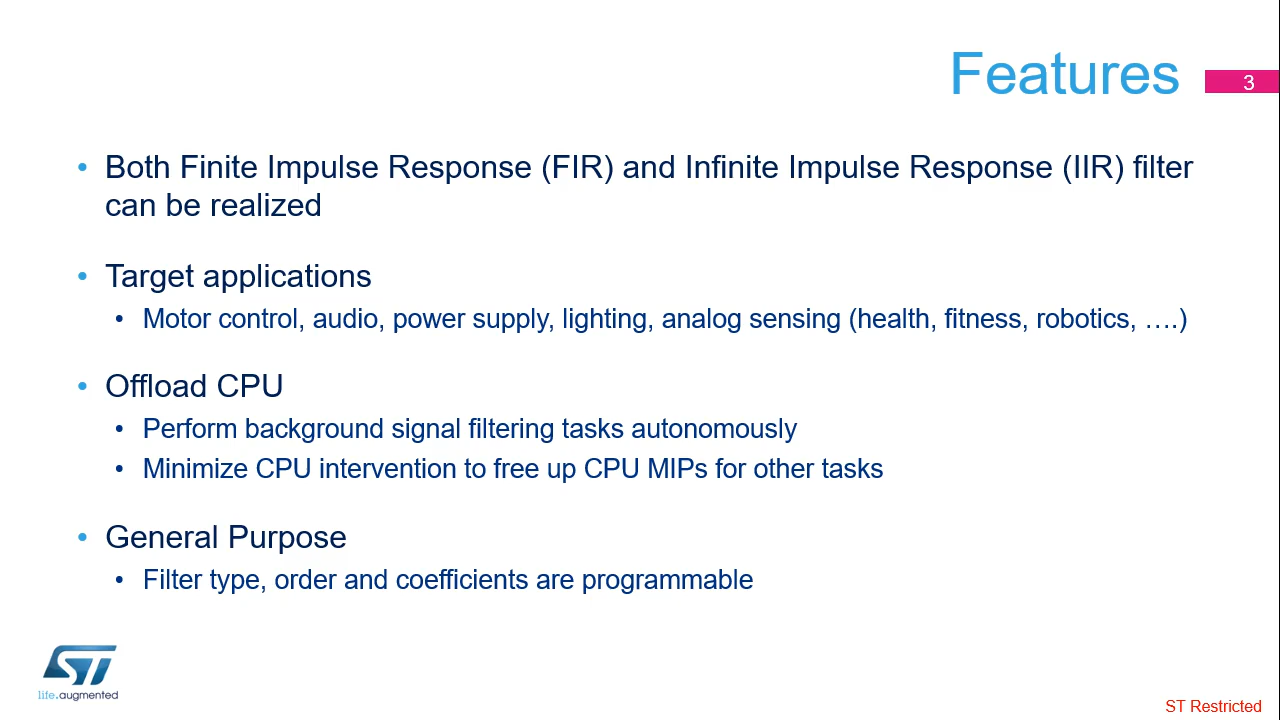 Features
3
• Both Finite Impulse Response (FIR) and Infinite Impulse Response (IIR) filter
can be realized
• Target applications
• Motor control, audio, power supply, lighting, analog sensing (health, fitness, robotics, ….)
• Offload CPU
• Perform background signal filtering tasks autonomously
• Minimize CPU intervention to free up CPU MIPs for other tasks
• General Purpose
• Filter type, order and coefficients are programmable
ST
life.augmented
ST Restricted